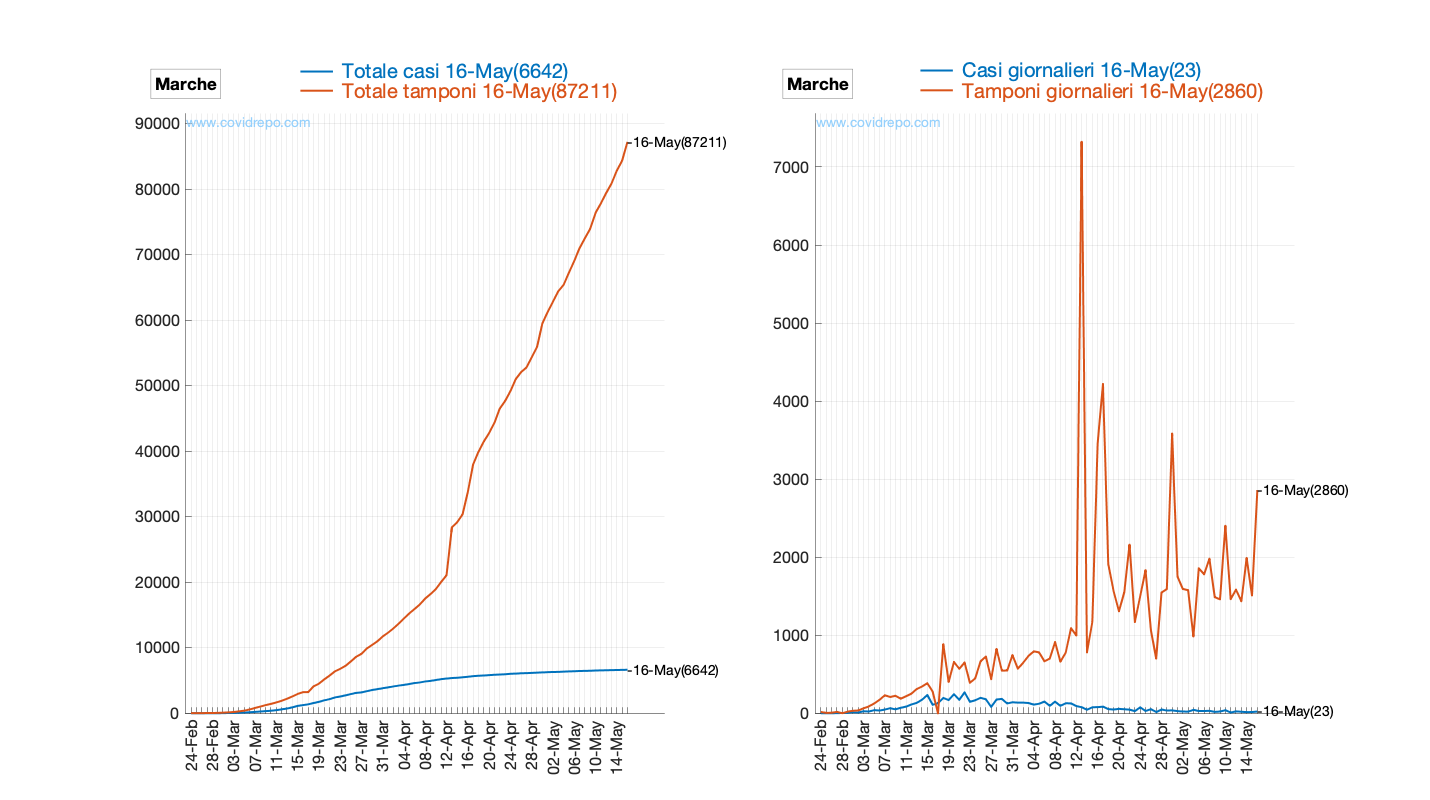 Marche
Totale casi 16-May(6642)
Totale tamponi 16-May(87211)
www.covidrepo.com
90000
80000
70000
60000
50000
40000
30000
20000
10000
0
16-May(87211)
16-May(6642)
24-Feb
28-Feb
03-Mar
07-Mar
11-Mar
15-Mar
19-Mar
23-Mar
27-Mar
31-Mar
04-Apr
08-Apr
12-Apr
16-Apr
20-Apr
24-Apr
28-Apr
02-May
06-May
10-May
14-May
Marche
Casi giornalieri 16-May(23)
Tamponi giornalieri 16-May(2860)
www.covidrepo.com
7000
6000
5000
4000
3000
2000
1000
0
16-May(2860)
16-May(23)
24-Feb
28-Feb
03-Mar
07-Mar
11-Mar
15-Mar
19-Mar
23-Mar
27-Mar
31-Mar
04-Apr
08-Apr
12-Apr
16-Apr
20-Apr
24-Apr
28-Apr
02-May
06-May
10-May
14-May